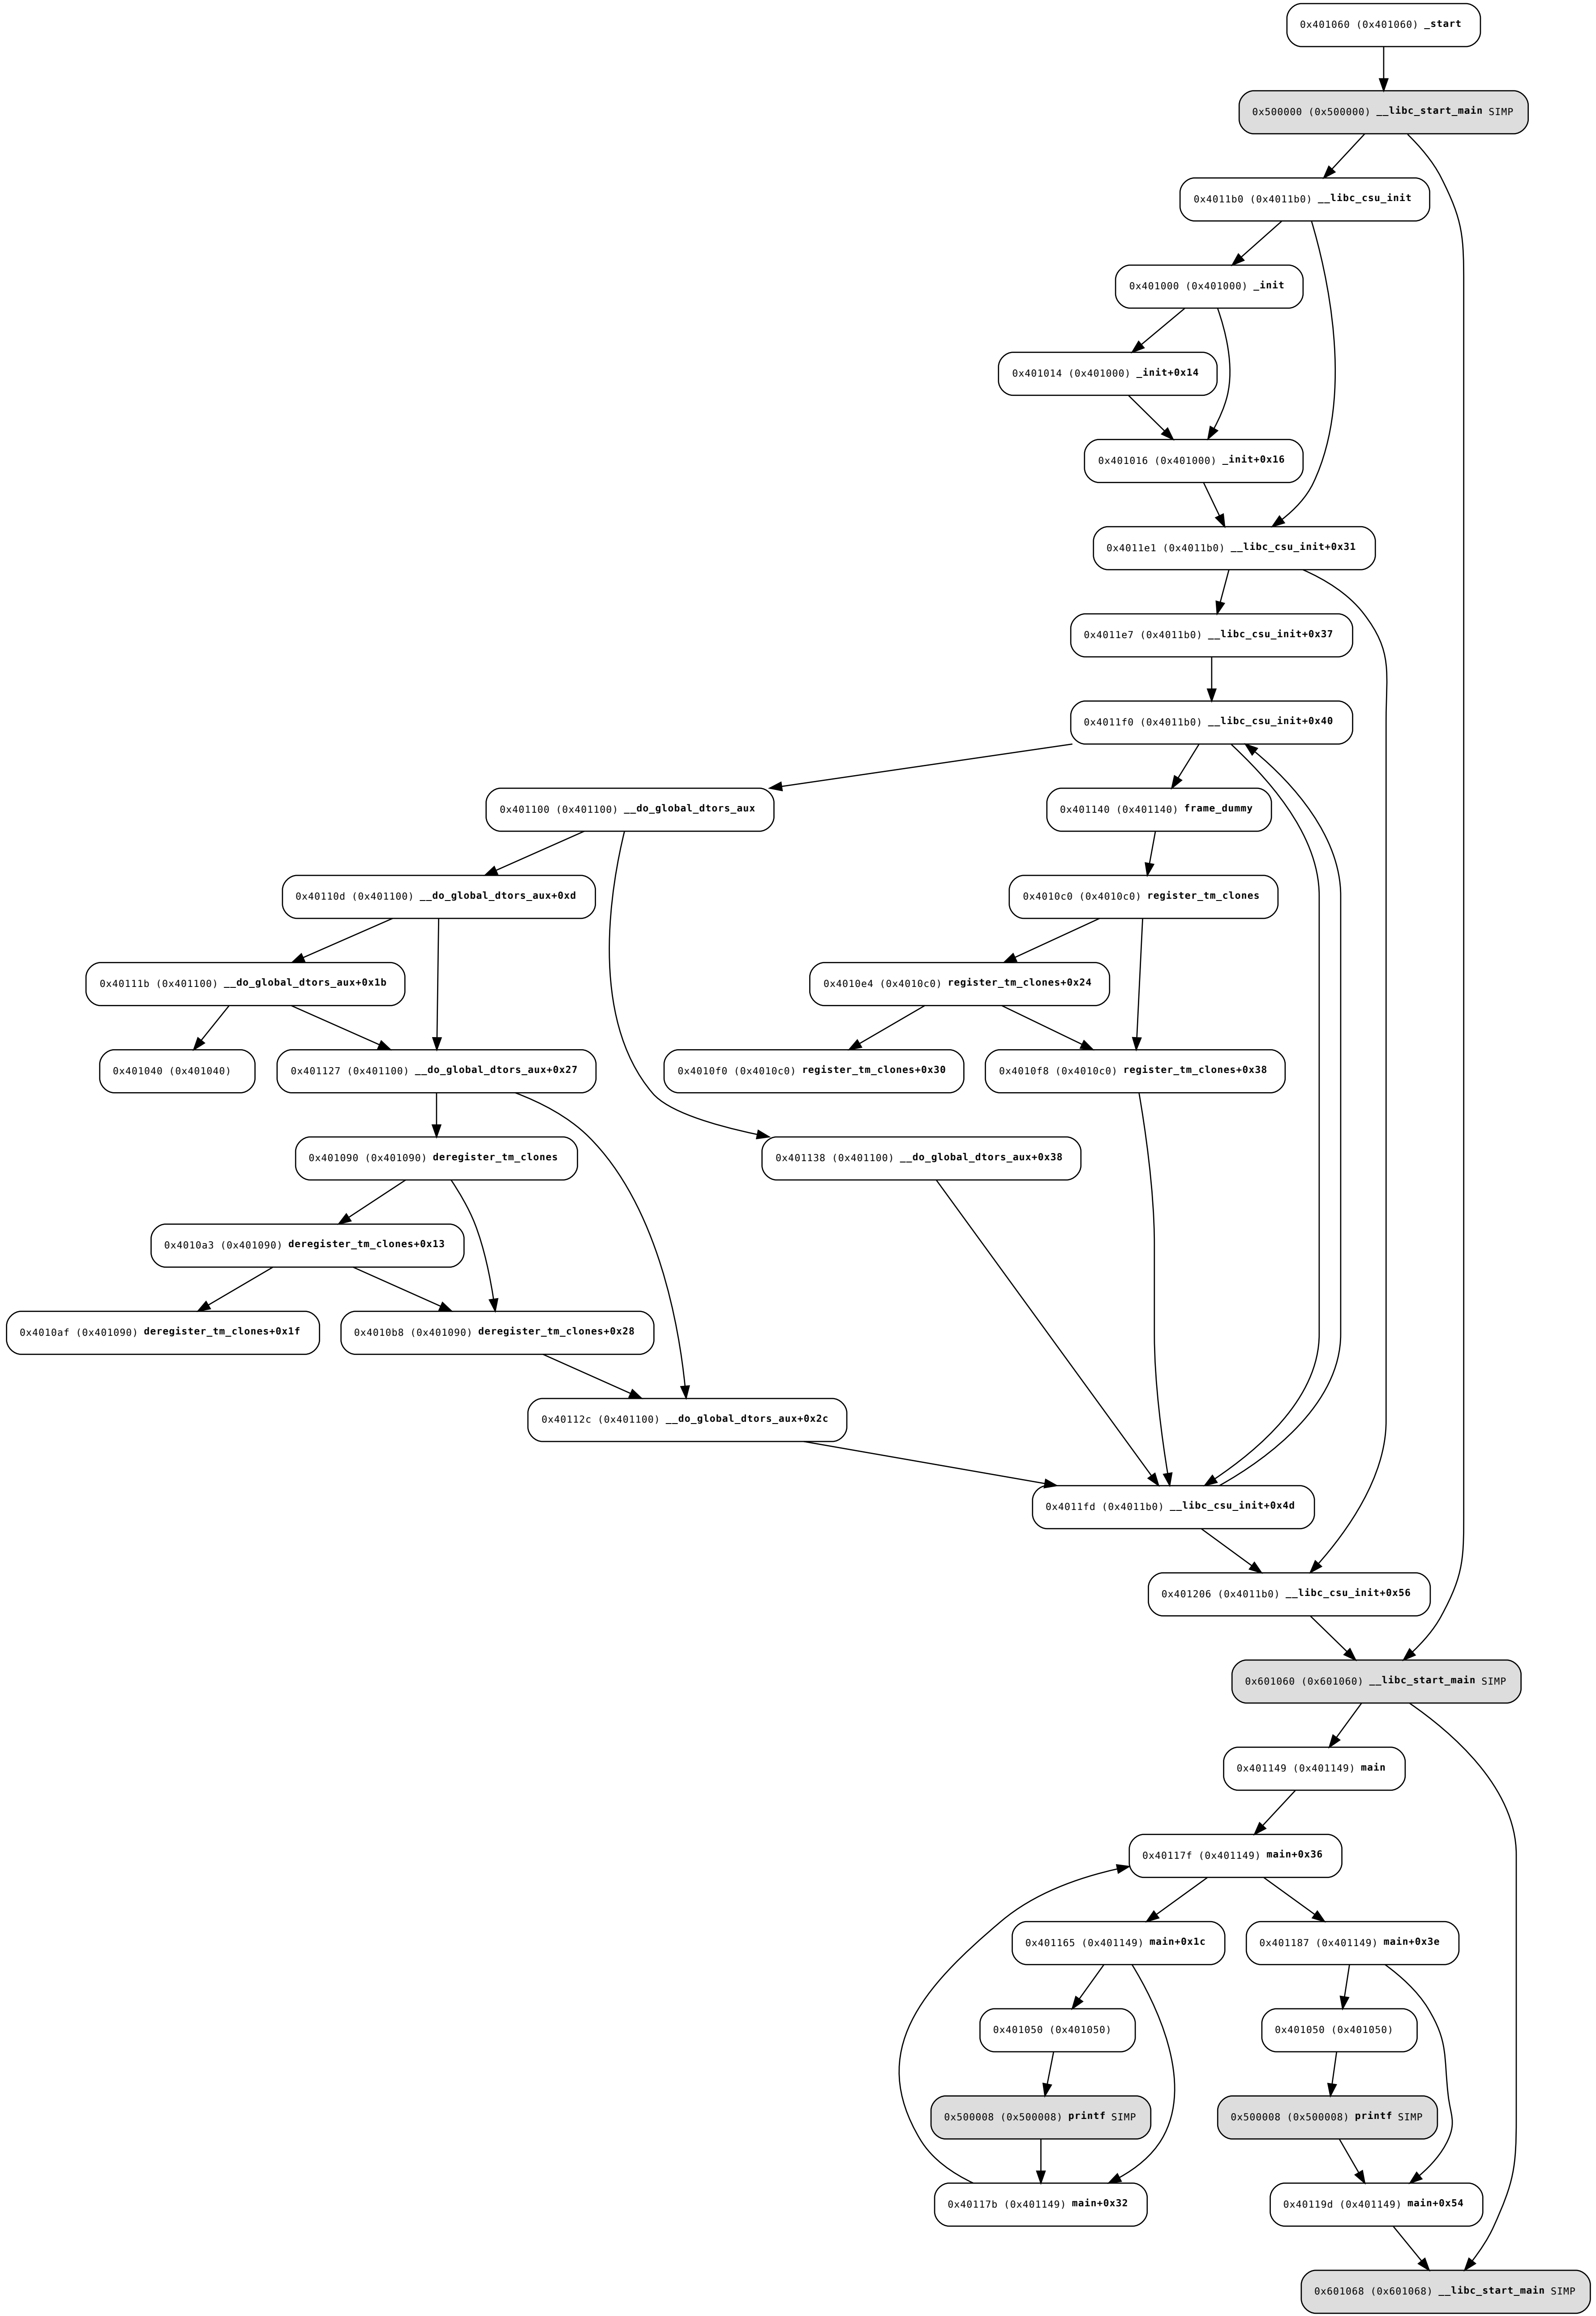 0x401060 (0x401060) _start
0x500000 (0x500000) __libc_start_main SIMP
0x4011b0 (0x4011b0) __libc_csu_init
0x401000 (0x401000) _init
0x401014 (0x401000) _init+0x14
0x401016 (0x401000) _init+0x16
0x4011e1 (0x4011b0) __libc_csu_init+0x31
0x4011e7 (0x4011b0) __libc_csu_init+0x37
0x4011f0 (0x4011b0) __libc_csu_init+0x40
0x401100 (0x401100) __do_global_dtors_aux
0x401140 (0x401140) frame_dummy
0x40110d (0x401100) __do_global_dtors_aux+0xd
0x4010c0 (0x4010c0) register_tm_clones
0x40111b (0x401100) __do_global_dtors_aux+0x1b
0x4010e4 (0x4010c0) register_tm_clones+0x24
0x401040 (0x401040)
0x401127 (0x401100) __do_global_dtors_aux+0x27
0x4010f0 (0x4010c0) register_tm_clones+0x30
0x4010f8 (0x4010c0) register_tm_clones+0x38
0x401090 (0x401090) deregister_tm_clones
0x401138 (0x401100) __do_global_dtors_aux+0x38
0x4010a3 (0x401090) deregister_tm_clones+0x13
0x4010af (0x401090) deregister_tm_clones+0x1f
0x4010b8 (0x401090) deregister_tm_clones+0x28
0x40112c (0x401100) __do_global_dtors_aux+0x2c
0x4011fd (0x4011b0) __libc_csu_init+0x4d
0x401206 (0x4011b0) __libc_csu_init+0x56
0x601060 (0x601060) __libc_start_main SIMP
0x401149 (0x401149) main
0x40117f (0x401149) main+0x36
0x401165 (0x401149) main+0x1c
0x401187 (0x401149) main+0x3e
0x401050 (0x401050)
0x401050 (0x401050)
0x500008 (0x500008) printf SIMP
0x500008 (0x500008) printf SIMP
0x40117b (0x401149) main+0x32
0x40119d (0x401149) main+0x54
0x601068 (0x601068) __libc_start_main SIMP